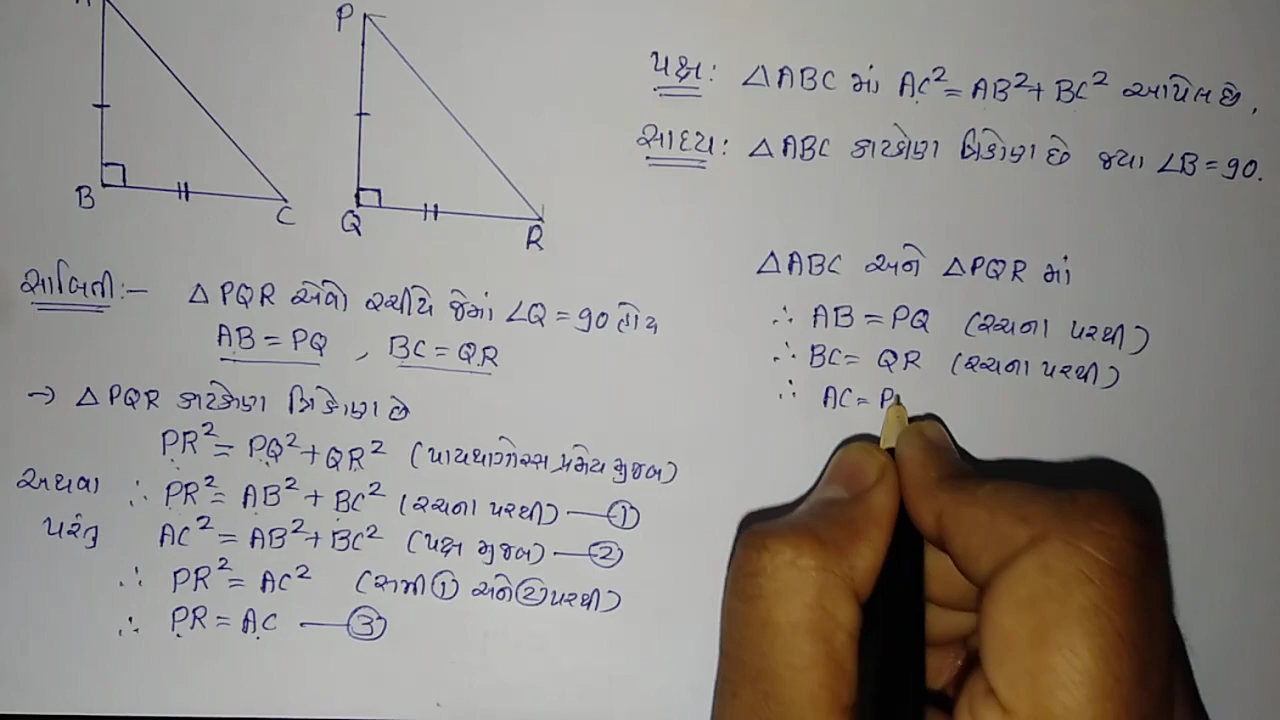 A
P
B
C
Q
R
પક્ષ: △ABC માં AC² = AB² + BC² આપેલ છે.
સાધ્ય: △ABC કાટકોણ ત્રિકોણ છે જ્યાં ∠B = 90.
સાબિતી:- △PQR એવો રચીયે જેમાં ∠Q = 90 હોય
AB = PQ , BC = QR
→ △PQR કાટકોણ ત્રિકોણ છે
PR² = PQ² + QR² (પાયથાગોરસ પ્રમેય મુજબ)
અથવા ∴ PR² = AB² + BC² (રચના પરથી) —①
પરંતુ AC² = AB² + BC² (પક્ષ મુજબ) —②
∴ PR² = AC² (સમી ① અને ② પરથી)
∴ PR = AC —③
△ABC અને △PQR માં
∴ AB = PQ (રચના પરથી)
∴ BC = QR (રચના પરથી)
∴ AC = P